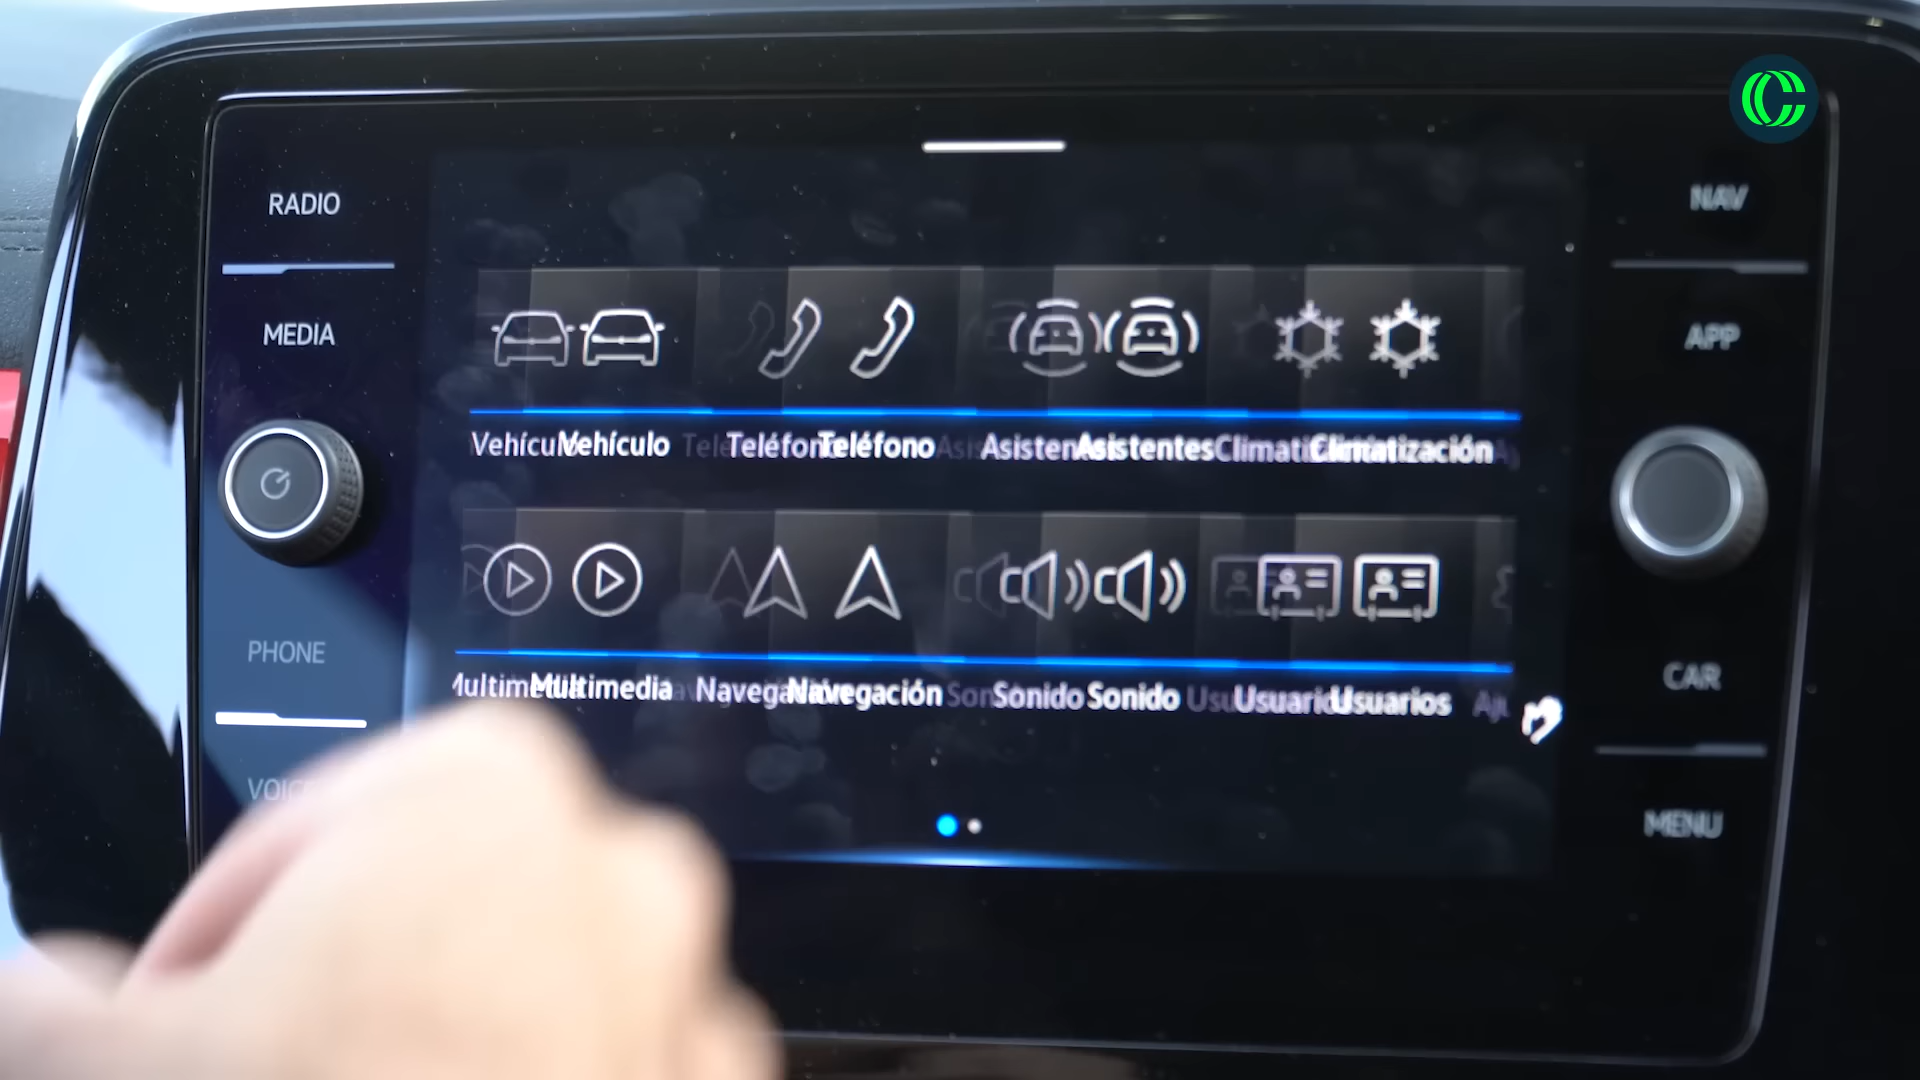 RADIO
NAV
MEDIA
APP
Vehículo Teléfono Asistentes Climatización
Multimedia Navegación Sonido Usuarios
PHONE
CAR
MENU